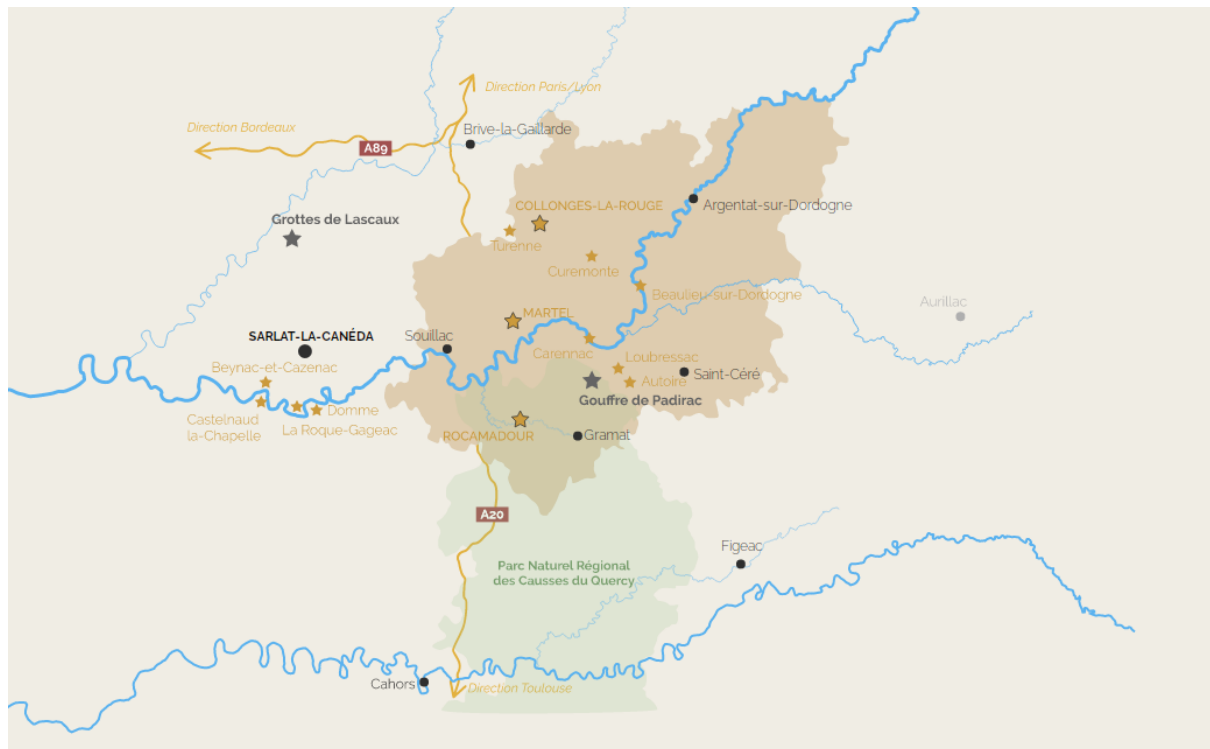 Direction Paris/Lyon
Direction Bordeaux
Brive-la-Gaillarde
A89
COLLONGES-LA-ROUGE
Argentat-sur-Dordogne
Grottes de Lascaux
Turenne
Curemonte
Beaulieu-sur-Dordogne
Aurillac
MARTEL
SARLAT-LA-CANÉDA
Souillac
Carennac
Loubressac
Beynac-et-Cazenac
Saint-Céré
Autoire
Gouffre de Padirac
Domme
Castelnaud
la-Chapelle
La Roque-Gageac
ROCAMADOUR
Gramat
A20
Figeac
Parc Naturel Régional
des Causses du Quercy
Cahors
Direction Toulouse